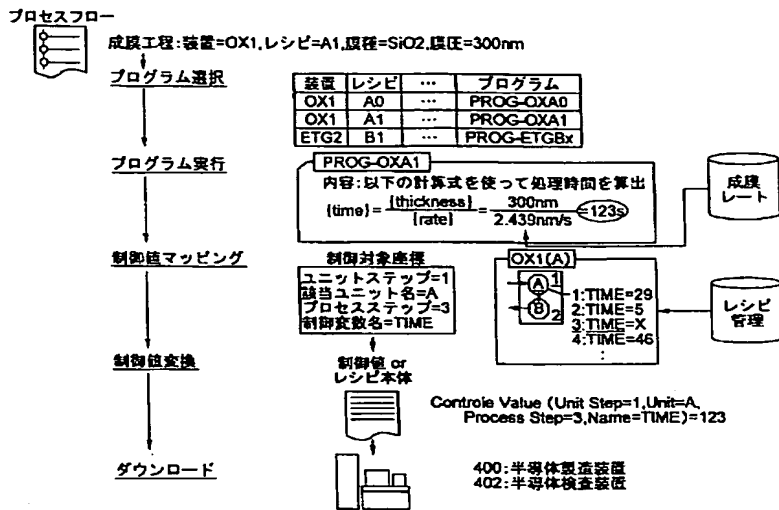 プロセスフロー
成膜工程:装置=OX1,レシピ=A1,膜種=SiO2,膜圧=300nm
プログラム選択
装置 レシピ … プログラム
OX1 A0 … PROG-OXA0
OX1 A1 … PROG-OXA1
ETG2 B1 … PROG-ETGBx
プログラム実行
PROG-OXA1
内容:以下の計算式を使って処理時間を算出
{time}={thickness}/{rate}=300nm/2.439nm/s=123s
成膜
レート
制御値マッピング
制御対象座標
ユニットステップ=1
該当ユニット名=A
プロセスステップ=3
制御変数名=TIME
OX1(A)
A 1
B 2
1:TIME=29
2:TIME=5
3:TIME=X
4:TIME=46
:
レシピ
管理
制御値変換
制御値 or
レシピ本体
Controle Value (Unit Step=1,Unit=A,
Process Step=3,Name=TIME)=123
ダウンロード
400:半導体製造装置
402:半導体検査装置